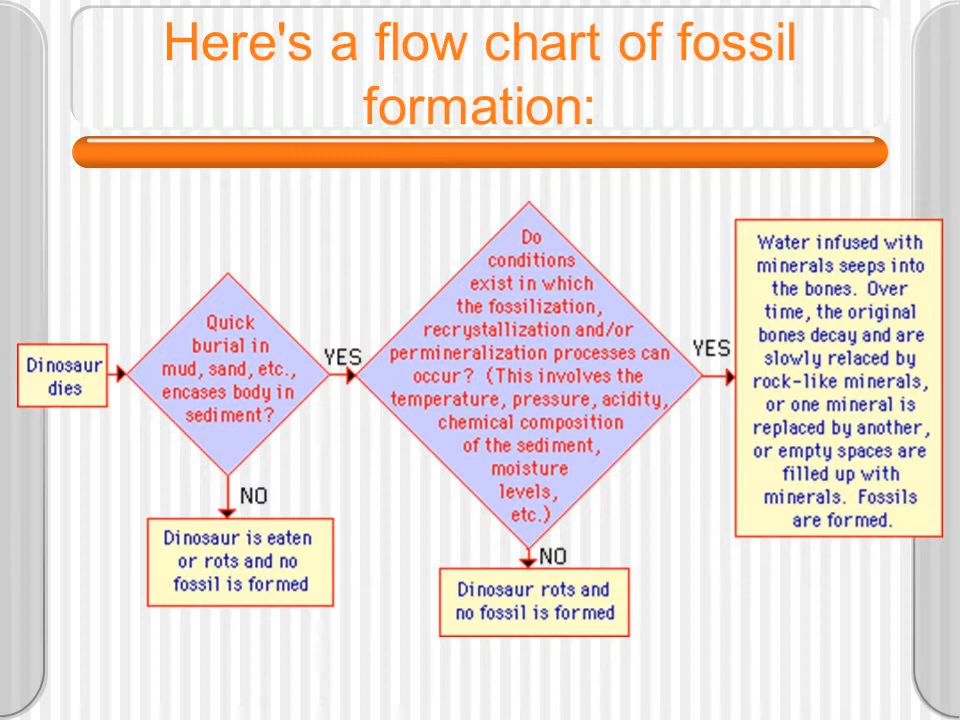 Here's a flow chart of fossil
formation:
Dinosaur
dies
Quick
burial in
mud, sand, etc.,
encases body in
sediment?
YES
NO
Dinosaur is eaten
or rots and no
fossil is formed
Do
conditions
exist in which
the fossilization,
recrystallization and/or
permineralization processes can
occur? (This involves the
temperature, pressure, acidity,
chemical composition
of the sediment,
moisture
levels,
etc.)
YES
NO
Dinosaur rots and
no fossil is formed
Water infused with
minerals seeps into
the bones. Over
time, the original
bones decay and are
slowly relaced by
rock-like minerals,
or one mineral is
replaced by another,
or empty spaces are
filled up with
minerals. Fossils
are formed.